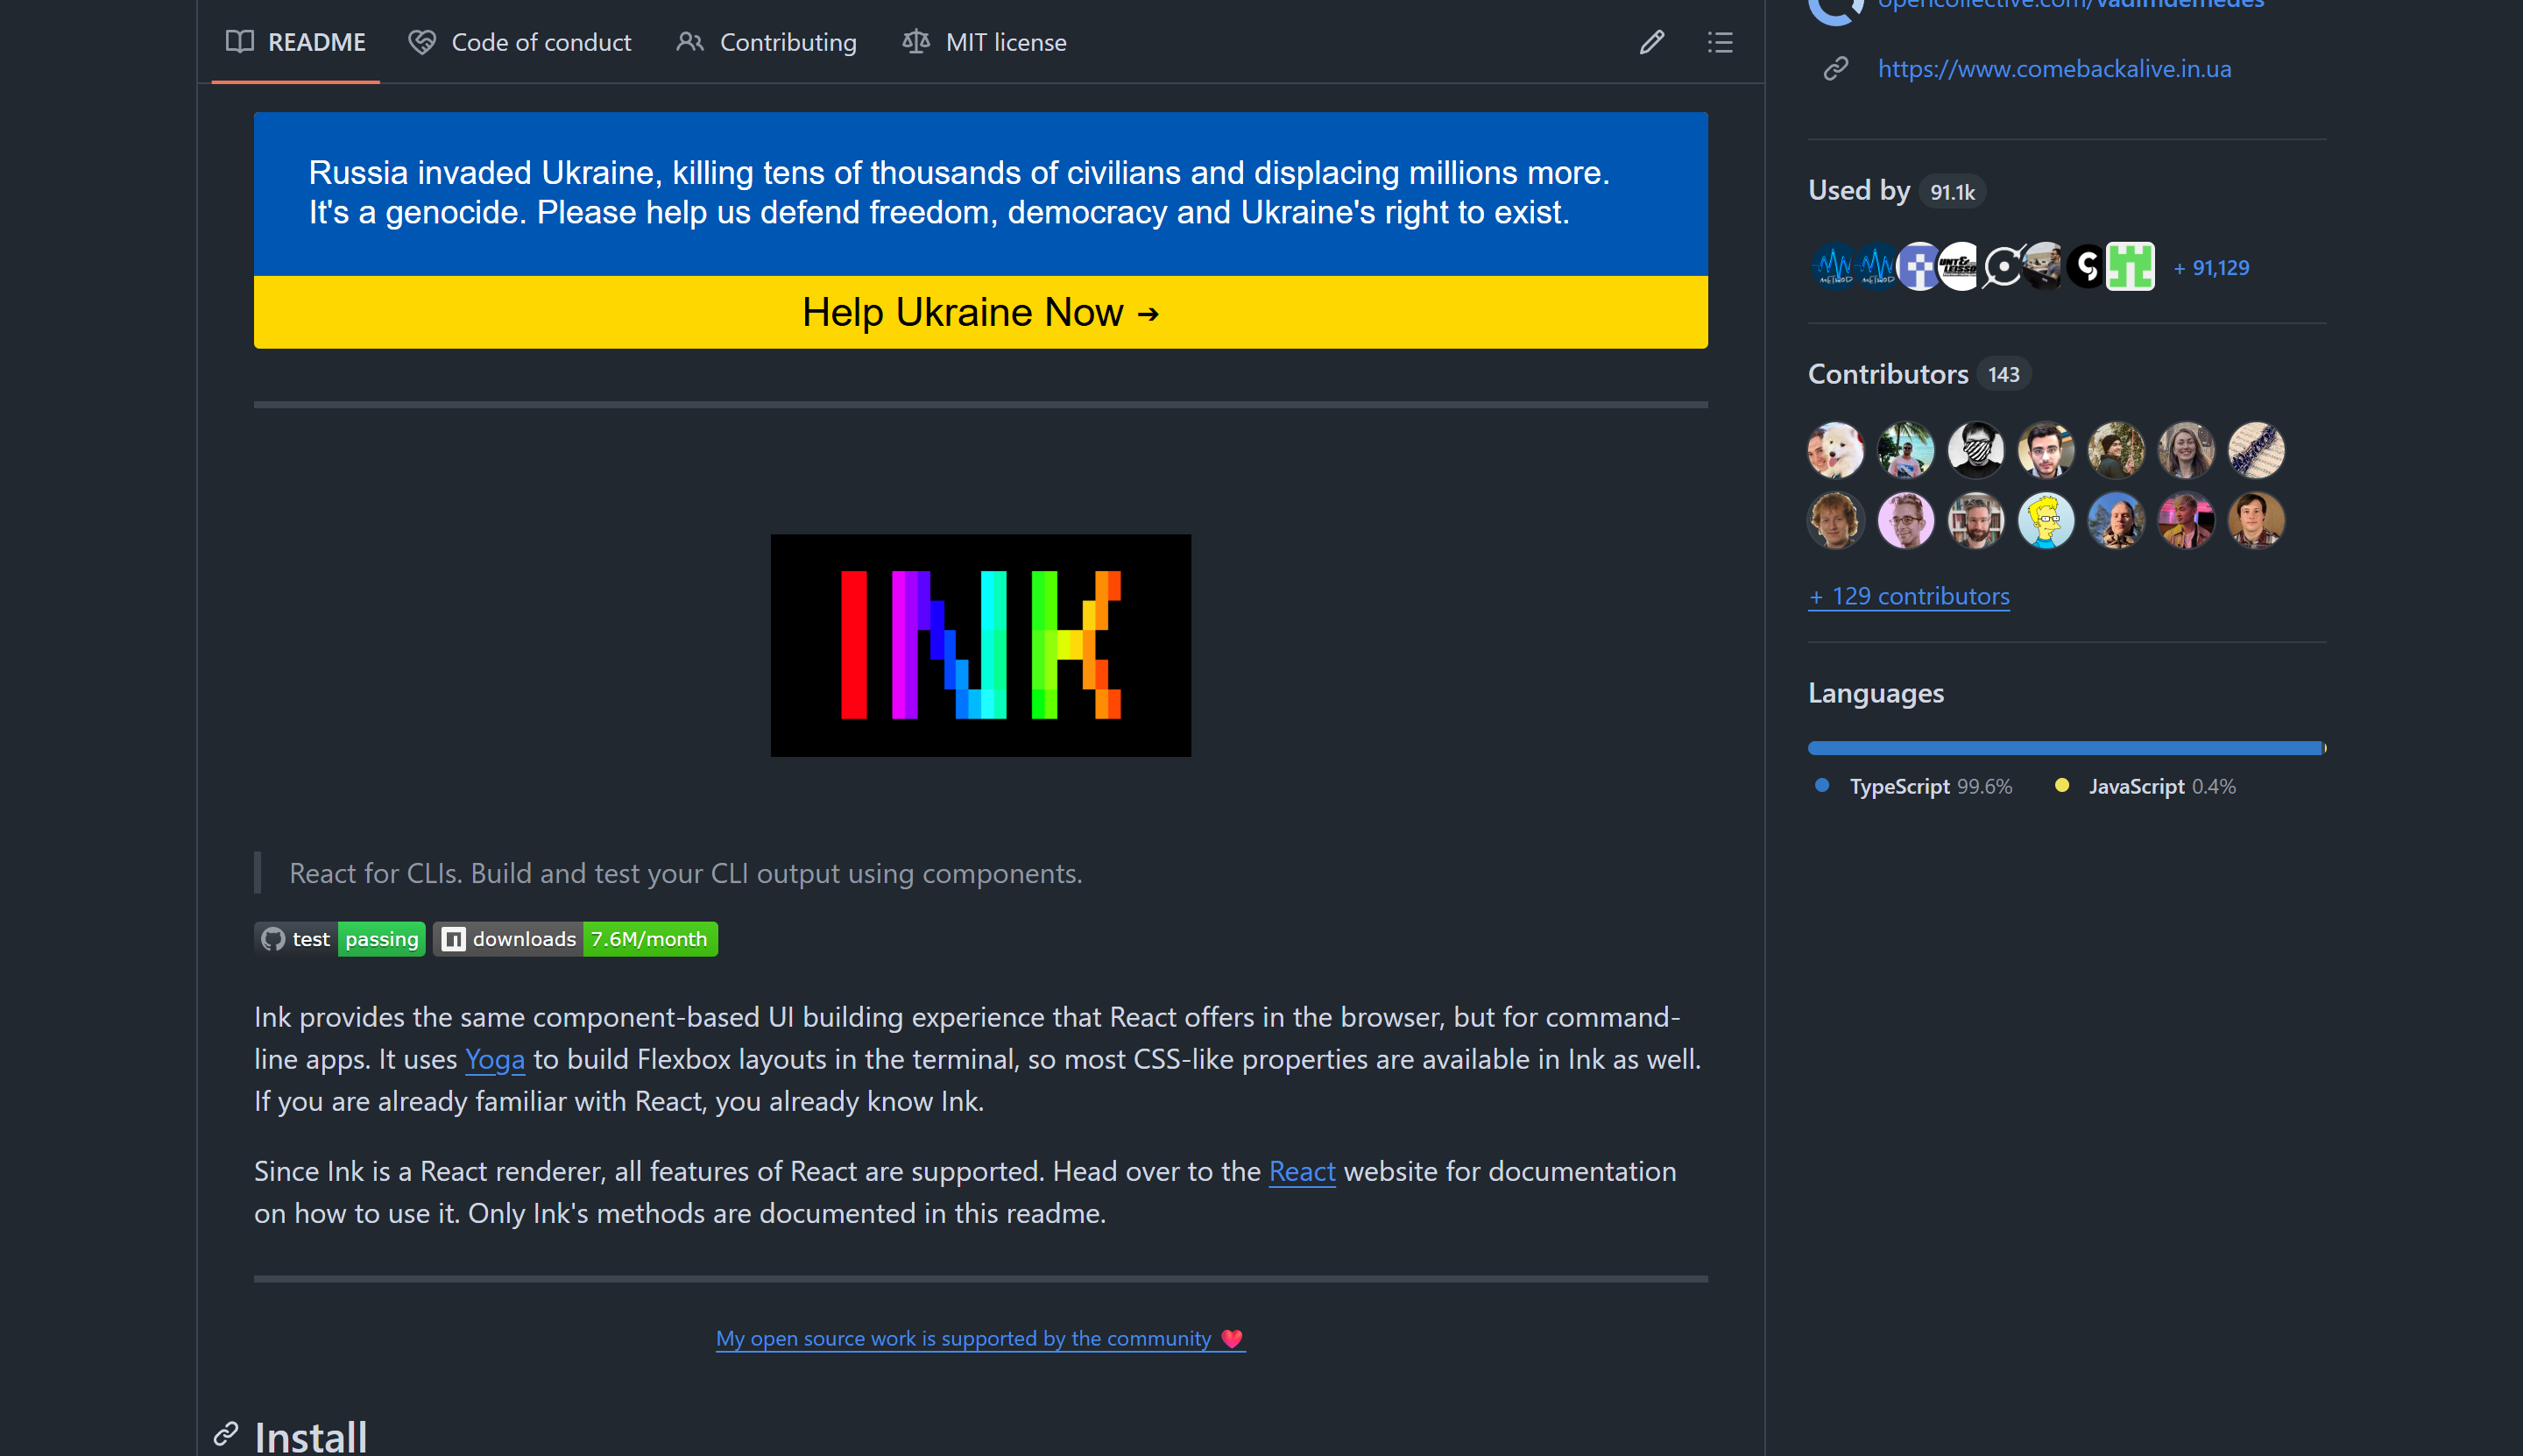 README
Code of conduct
Contributing
MIT license
Russia invaded Ukraine, killing tens of thousands of civilians and displacing millions more.
It's a genocide. Please help us defend freedom, democracy and Ukraine's right to exist.
Help Ukraine Now →
INK
React for CLIs. Build and test your CLI output using components.
test passing
downloads 7.6M/month
Ink provides the same component-based UI building experience that React offers in the browser, but for command-
line apps. It uses Yoga to build Flexbox layouts in the terminal, so most CSS-like properties are available in Ink as well.
If you are already familiar with React, you already know Ink.
Since Ink is a React renderer, all features of React are supported. Head over to the React website for documentation
on how to use it. Only Ink's methods are documented in this readme.
My open source work is supported by the community ❤️
Install
opencollective.com/vadimdemedes
https://www.comebackalive.in.ua
Used by 91.1k
+ 91,129
Contributors 143
+ 129 contributors
Languages
TypeScript 99.6%
JavaScript 0.4%